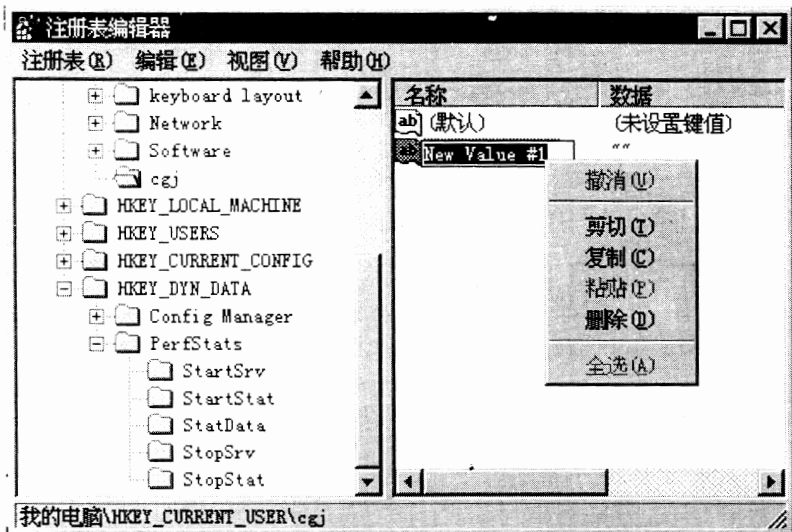 注册表编辑器
注册表(R) 编辑(E) 视图(V) 帮助(H)
名称 数据
keyboard layout
Network
Software
cgj
HKEY_LOCAL_MACHINE
HKEY_USERS
HKEY_CURRENT_CONFIG
HKEY_DYN_DATA
Config Manager
PerfStats
StartSrv
StartStat
StatData
StopSrv
StopStat
ab (默认) (未设置键值)
New Value #1 ""
撤消(U)
剪切(T)
复制(C)
粘贴(P)
删除(D)
全选(A)
我的电脑\HKEY_CURRENT_USER\cgj